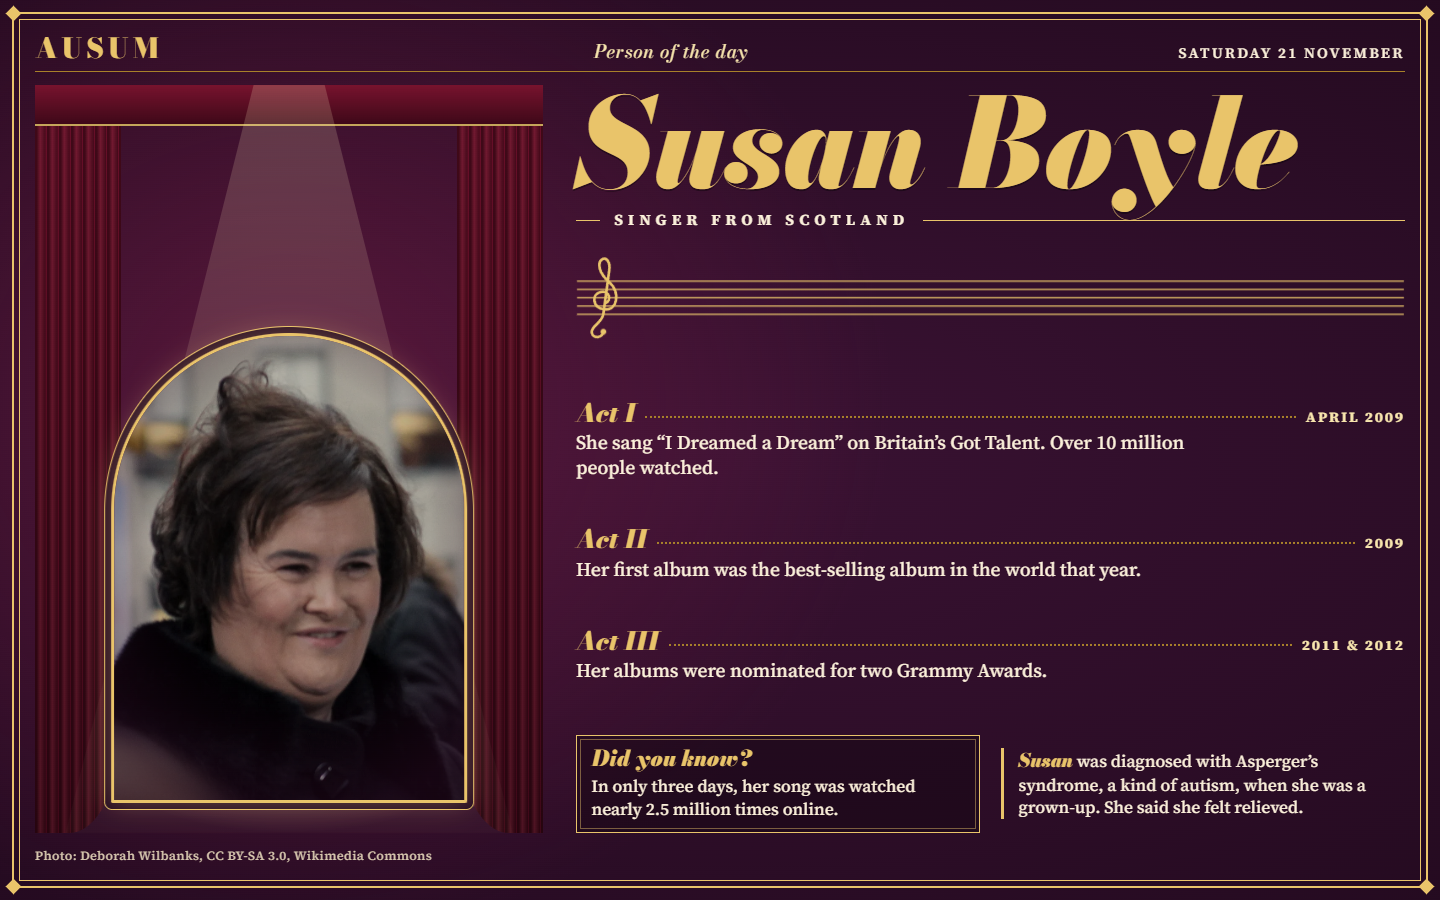 AUSUM
Person of the day
SATURDAY 21 NOVEMBER
Susan Boyle
SINGER FROM SCOTLAND
Act I
APRIL 2009
She sang “I Dreamed a Dream” on Britain’s Got Talent. Over 10 million
people watched.
Act II
2009
Her first album was the best-selling album in the world that year.
Act III
2011 & 2012
Her albums were nominated for two Grammy Awards.
Did you know?
In only three days, her song was watched
nearly 2.5 million times online.
Susan was diagnosed with Asperger’s
syndrome, a kind of autism, when she was a
grown-up. She said she felt relieved.
Photo: Deborah Wilbanks, CC BY-SA 3.0, Wikimedia Commons